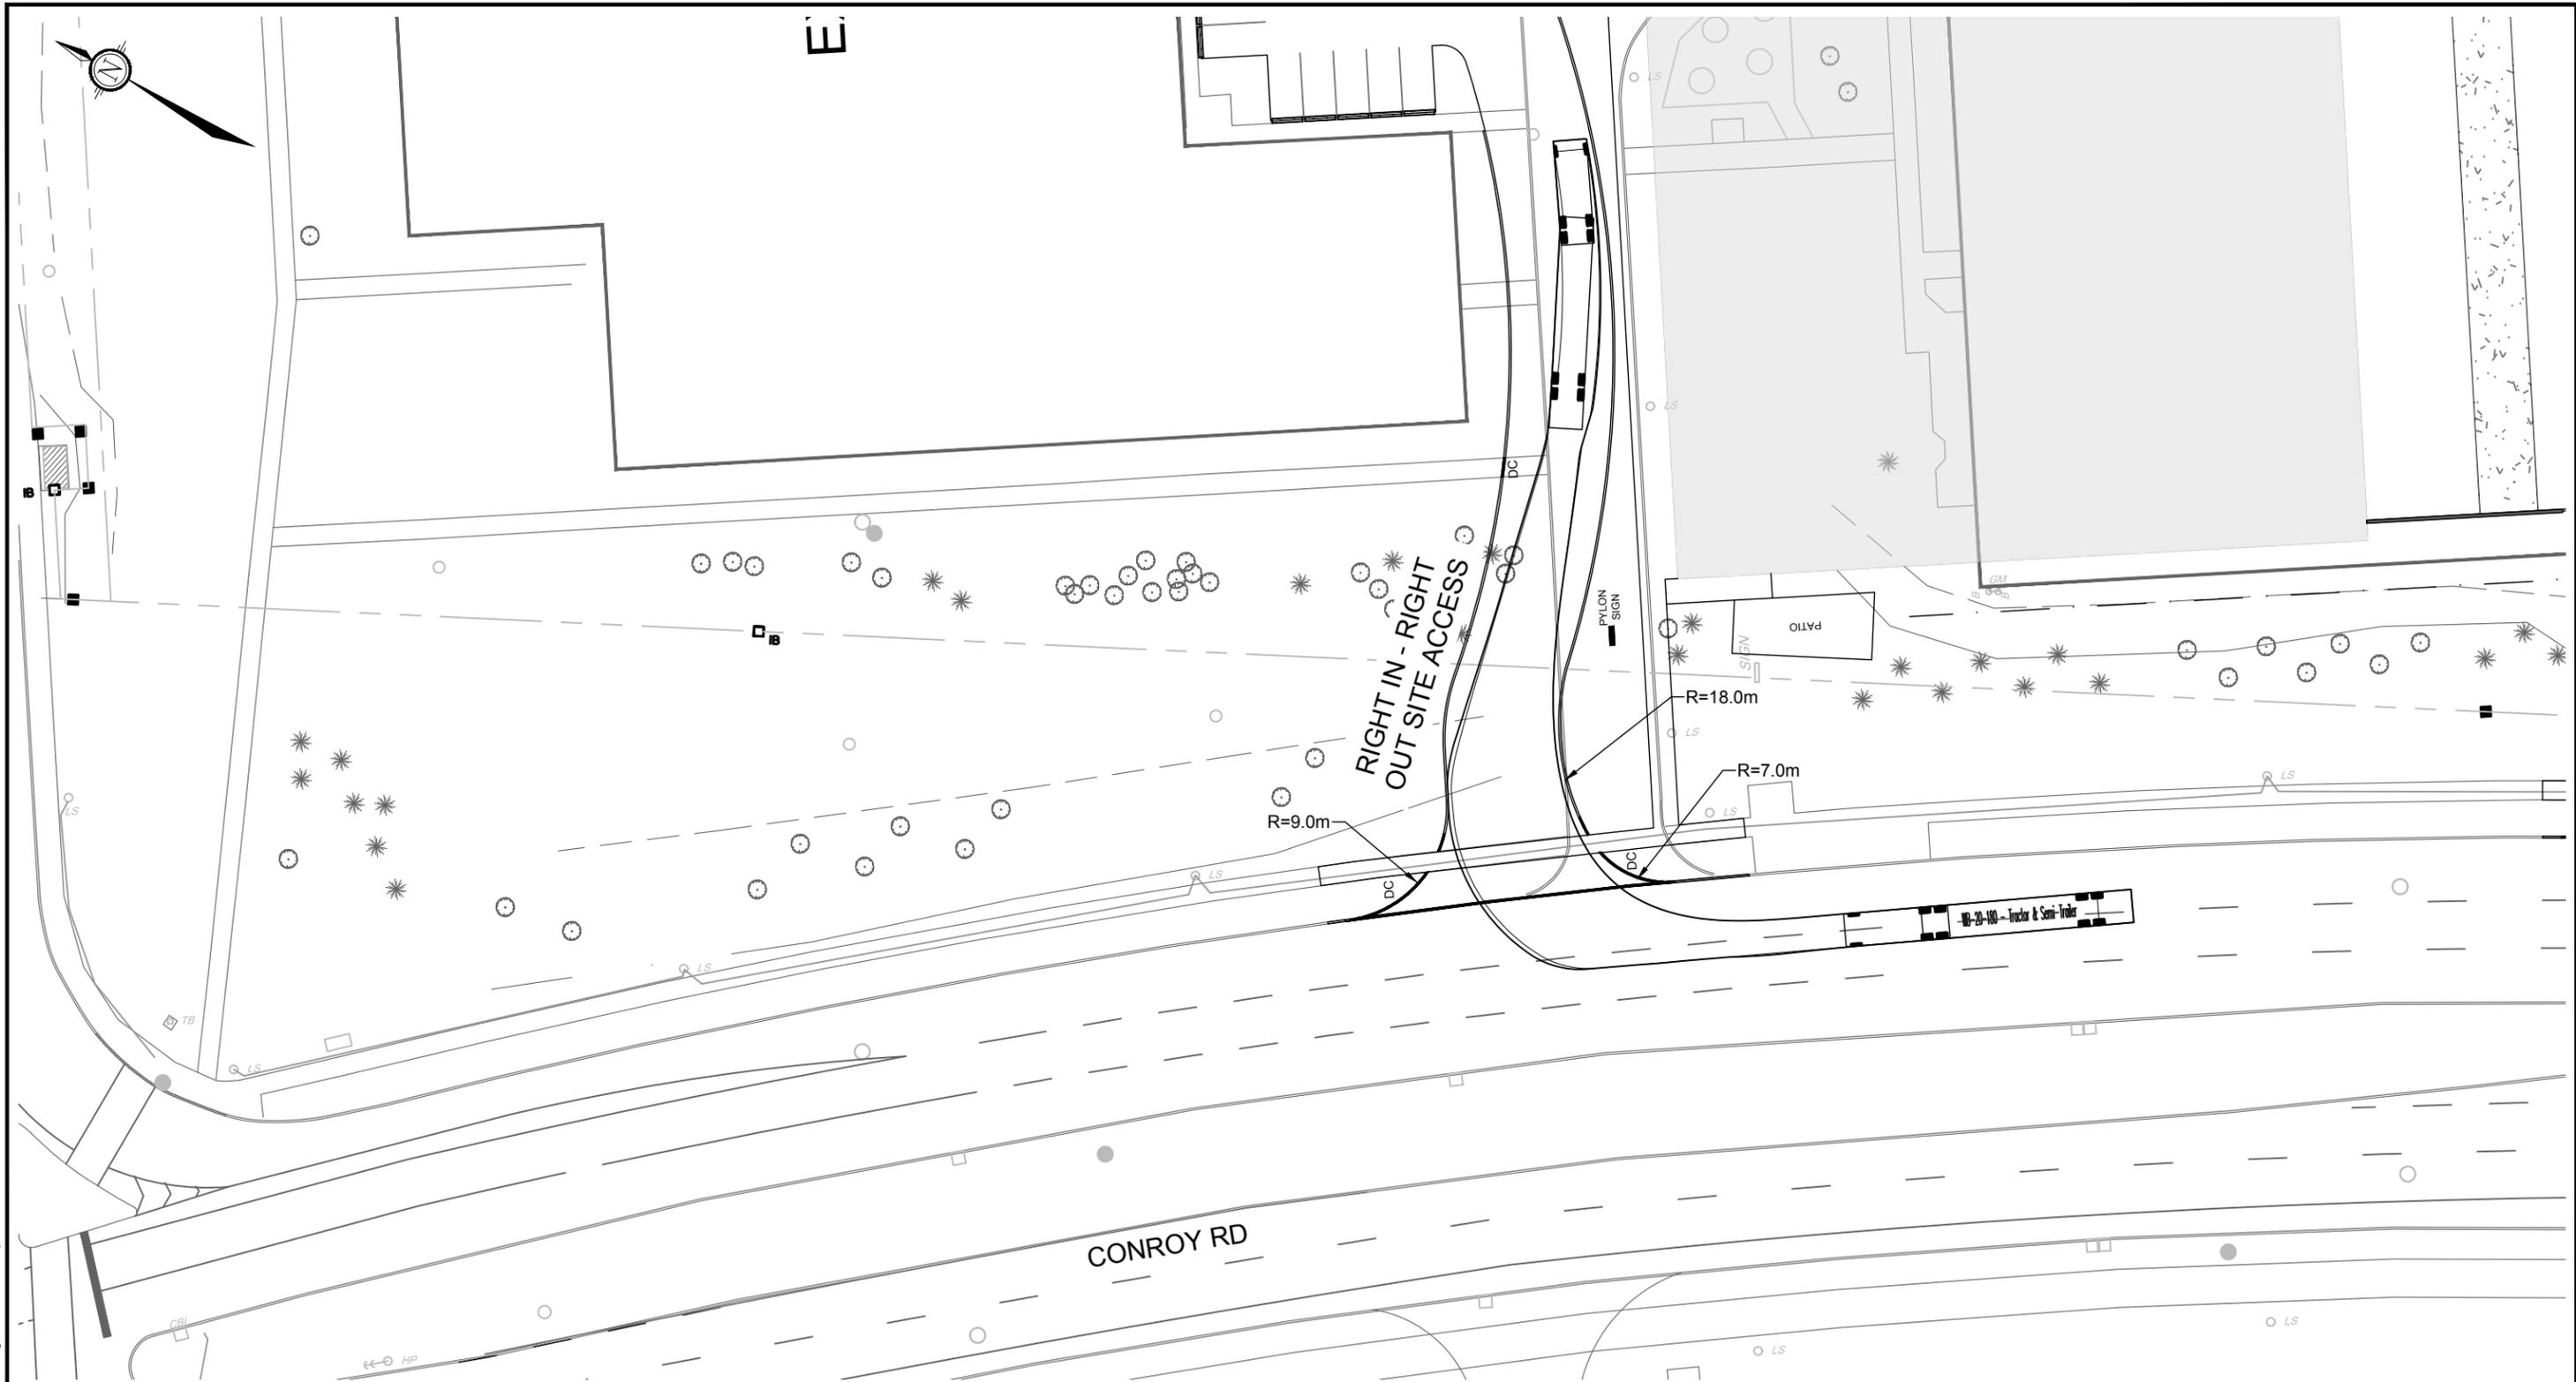 N
E
LS
LS
IB
DC
GM
B B
PYLON
SIGN
PATIO
IB
SIGN
RIGHT IN - RIGHT
OUT SITE ACCESS
R=18.0m
LS
R=7.0m
LS
LS
LS
R=9.0m
DC
DC
LS
WB-20-180 - Tractor & Semi-Trailer
LS
TB
LS
CONROY RD
CBI
HP
LS
LS